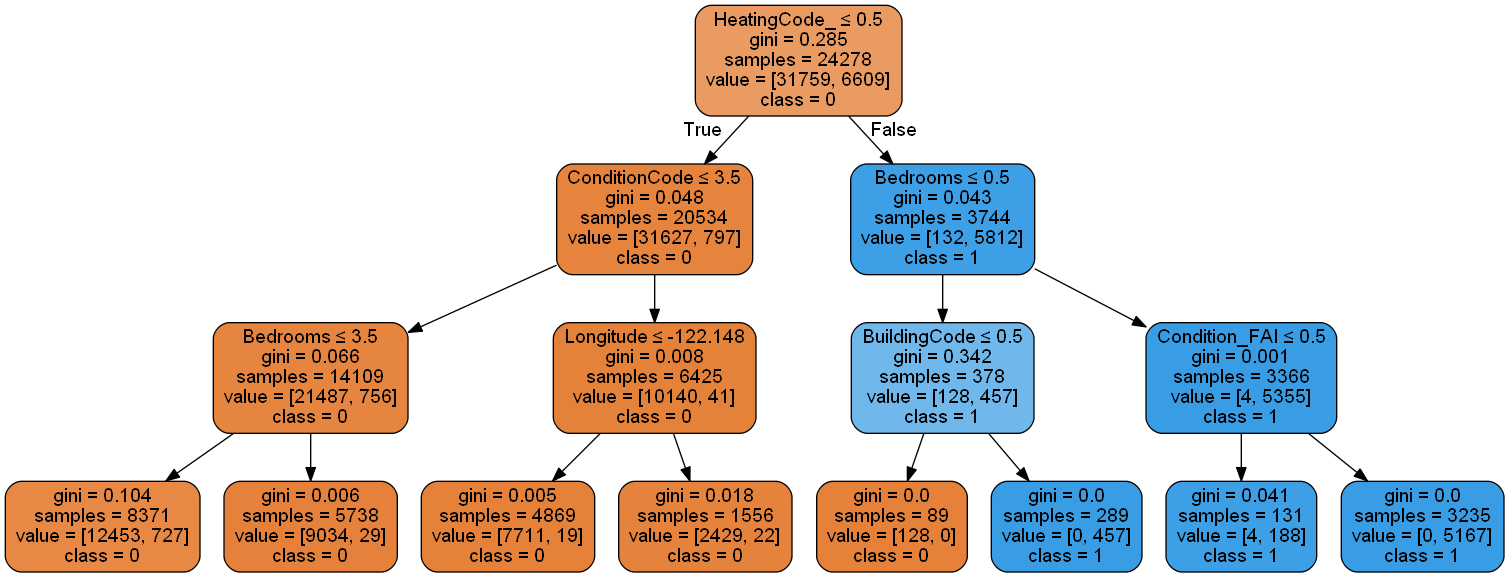 HeatingCode_ ≤ 0.5
gini = 0.285
samples = 24278
value = [31759, 6609]
class = 0
True
False
ConditionCode ≤ 3.5
gini = 0.048
samples = 20534
value = [31627, 797]
class = 0
Bedrooms ≤ 0.5
gini = 0.043
samples = 3744
value = [132, 5812]
class = 1
Bedrooms ≤ 3.5
gini = 0.066
samples = 14109
value = [21487, 756]
class = 0
Longitude ≤ -122.148
gini = 0.008
samples = 6425
value = [10140, 41]
class = 0
BuildingCode ≤ 0.5
gini = 0.342
samples = 378
value = [128, 457]
class = 1
Condition_FAI ≤ 0.5
gini = 0.001
samples = 3366
value = [4, 5355]
class = 1
gini = 0.104
samples = 8371
value = [12453, 727]
class = 0
gini = 0.006
samples = 5738
value = [9034, 29]
class = 0
gini = 0.005
samples = 4869
value = [7711, 19]
class = 0
gini = 0.018
samples = 1556
value = [2429, 22]
class = 0
gini = 0.0
samples = 89
value = [128, 0]
class = 0
gini = 0.0
samples = 289
value = [0, 457]
class = 1
gini = 0.041
samples = 131
value = [4, 188]
class = 1
gini = 0.0
samples = 3235
value = [0, 5167]
class = 1